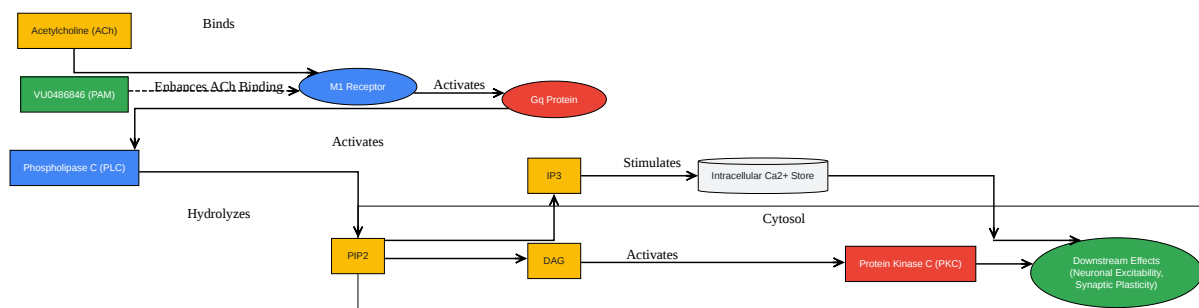 Acetylcholine (ACh)
Binds
VU0486846 (PAM)
Enhances ACh Binding
M1 Receptor
Activates
Gq Protein
Activates
Phospholipase C (PLC)
IP3
Stimulates
Intracellular Ca2+ Store
Hydrolyzes
Cytosol
PIP2
DAG
Activates
Protein Kinase C (PKC)
Downstream Effects
(Neuronal Excitability,
Synaptic Plasticity)